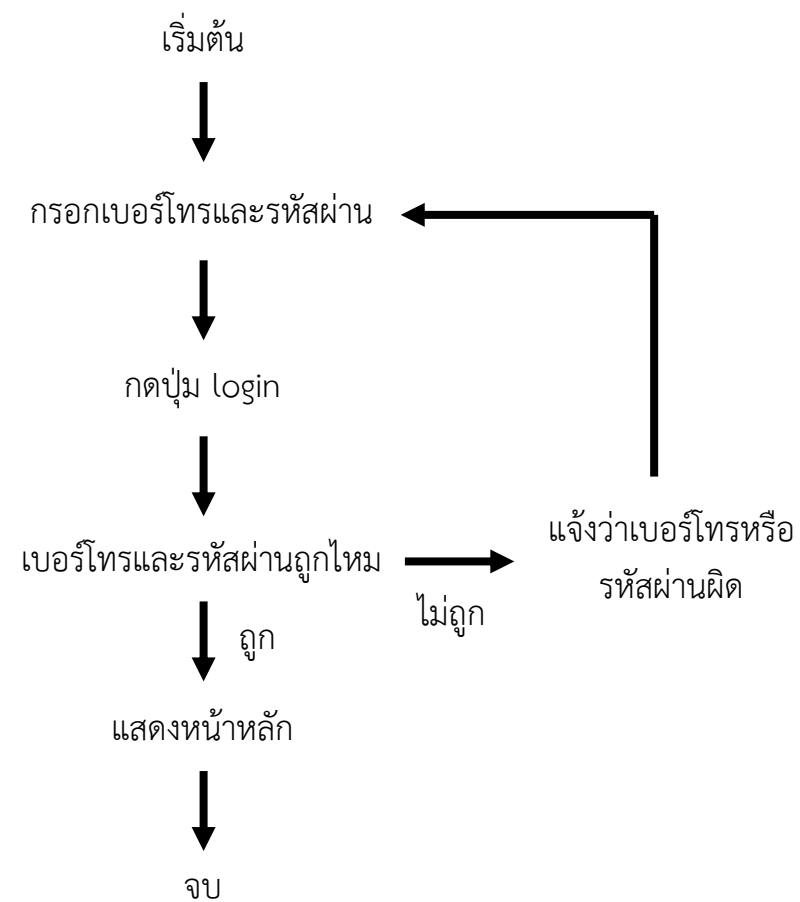 เริ่มต้น
กรอกเบอร์โทรและรหัสผ่าน
กดปุ่ม login
เบอร์โทรและรหัสผ่านถูกไหม
ไม่ถูก
แจ้งว่าเบอร์โทรหรือ
รหัสผ่านผิด
ถูก
แสดงหน้าหลัก
จบ